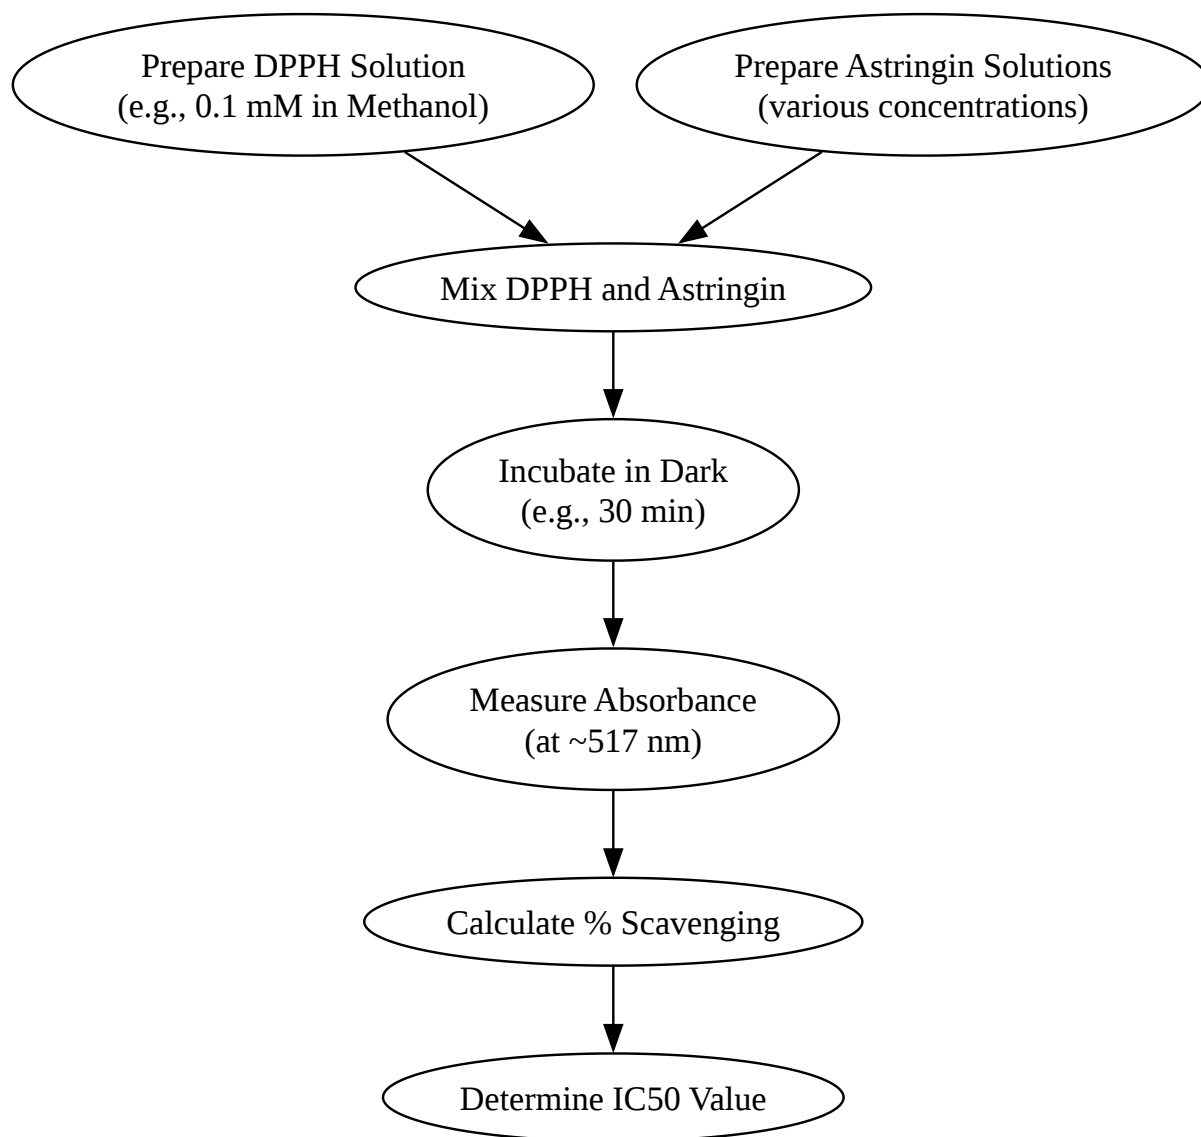 Prepare DPPH Solution
(e.g., 0.1 mM in Methanol)
Prepare Astringin Solutions
(various concentrations)
Mix DPPH and Astringin
Incubate in Dark
(e.g., 30 min)
Measure Absorbance
(at ~517 nm)
Calculate % Scavenging
Determine IC50 Value